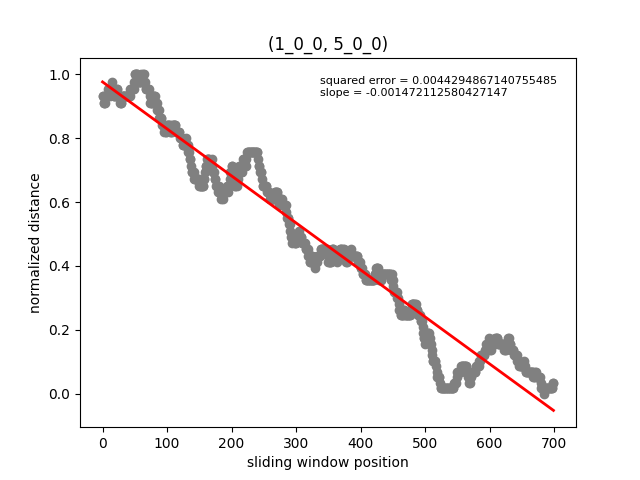 (1_0_0, 5_0_0)
squared error = 0.0044294867140755485
slope = -0.001472112580427147
1.0
0.8
0.6
0.4
0.2
0.0
normalized distance
0 100 200 300 400 500 600 700
sliding window position